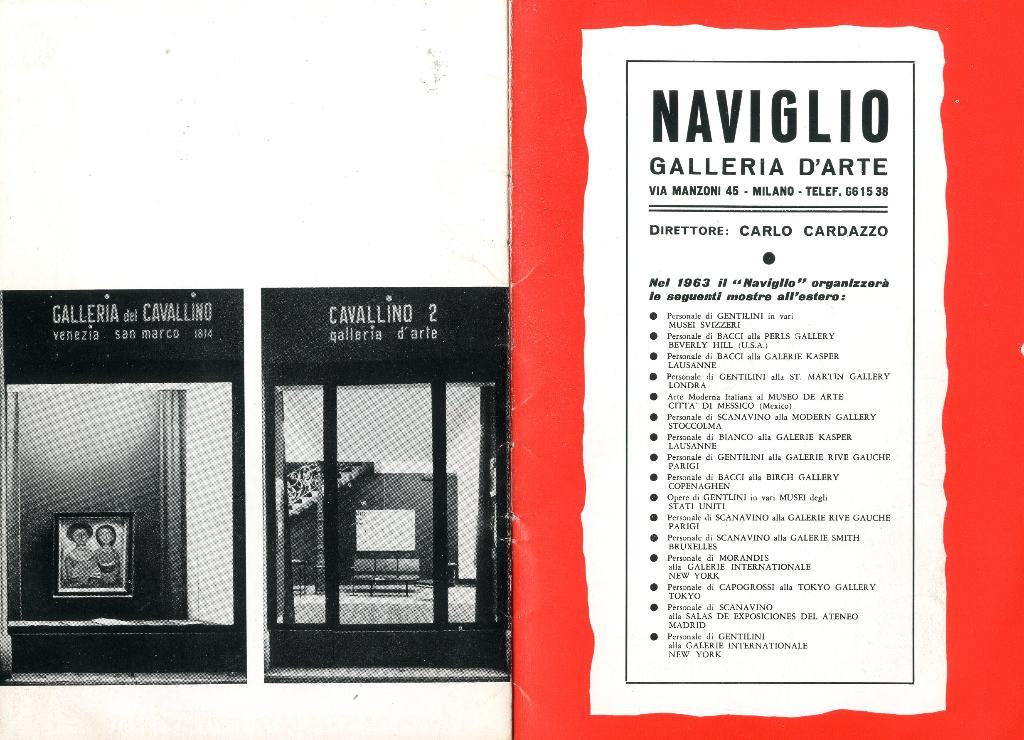 GALLERIA del CAVALLINO
venezia san marco 1814
CAVALLINO 2
galleria d'arte
NAVIGLIO
GALLERIA D'ARTE
VIA MANZONI 45 - MILANO - TELEF. 661538
DIRETTORE: CARLO CARDAZZO
Nel 1963 il "Naviglio" organizzerà
le seguenti mostre all'estero:
● Personale di GENTILINI in vari
MUSEI SVIZZERI
● Personale di BACCI alla PERLS GALLERY
BEVERLY HILL (U.S.A.)
● Personale di BACCI alla GALERIE KASPER
LAUSANNE
● Personale di GENTILINI alla ST. MARTIN GALLERY
LONDRA
● Arte Moderna Italiana al MUSEO DE ARTE
CITTA' DI MESSICO (Mexico)
● Personale di SCANAVINO alla MODERN GALLERY
STOCCOLMA
● Personale di BIANCO alla GALERIE KASPER
LAUSANNE
● Personale di GENTILINI alla GALERIE RIVE GAUCHE
PARIGI
● Personale di BACCI alla BIRCH GALLERY
COPENAGHEN
● Opere di GENTLINI in vari MUSEI degli
STATI UNITI
● Personale di SCANAVINO alla GALERIE RIVE GAUCHE
PARIGI
● Personale di SCANAVINO alla GALERIE SMITH
BRUXELLES
● Personale di MORANDIS
alla GALERIE INTERNATIONALE
NEW YORK
● Personale di CAPOGROSSI alla TOKYO GALLERY
TOKYO
● Personale di SCANAVINO
alla SALAS DE EXPOSICIONES DEL ATENEO
MADRID
● Personale di GENTILINI
alla GALERIE INTERNATIONALE
NEW YORK